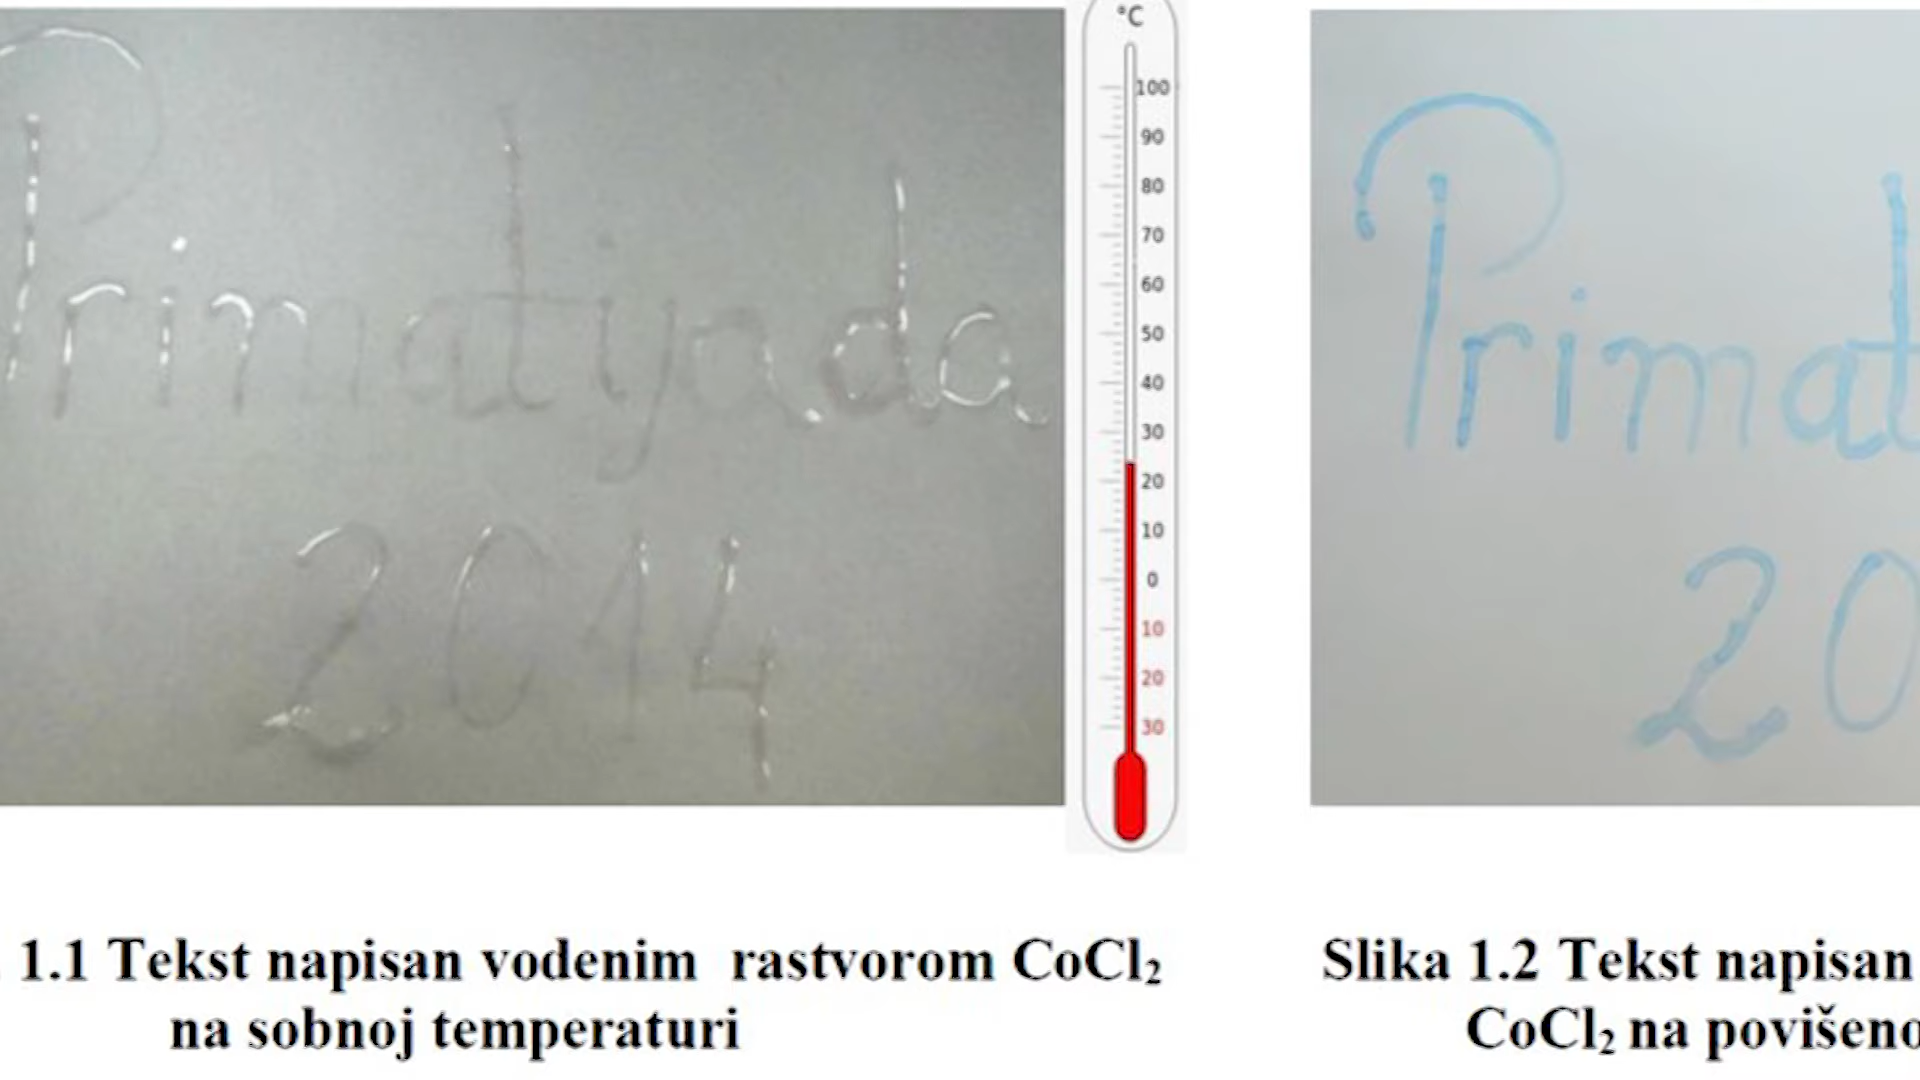 Primatijada
2014
°C
100
90
80
70
60
50
40
30
20
10
0
10
20
30
1.1 Tekst napisan vodenim rastvorom CoCl₂
na sobnoj temperaturi
Primat
20
Slika 1.2 Tekst napisan
CoCl₂ na povišeno